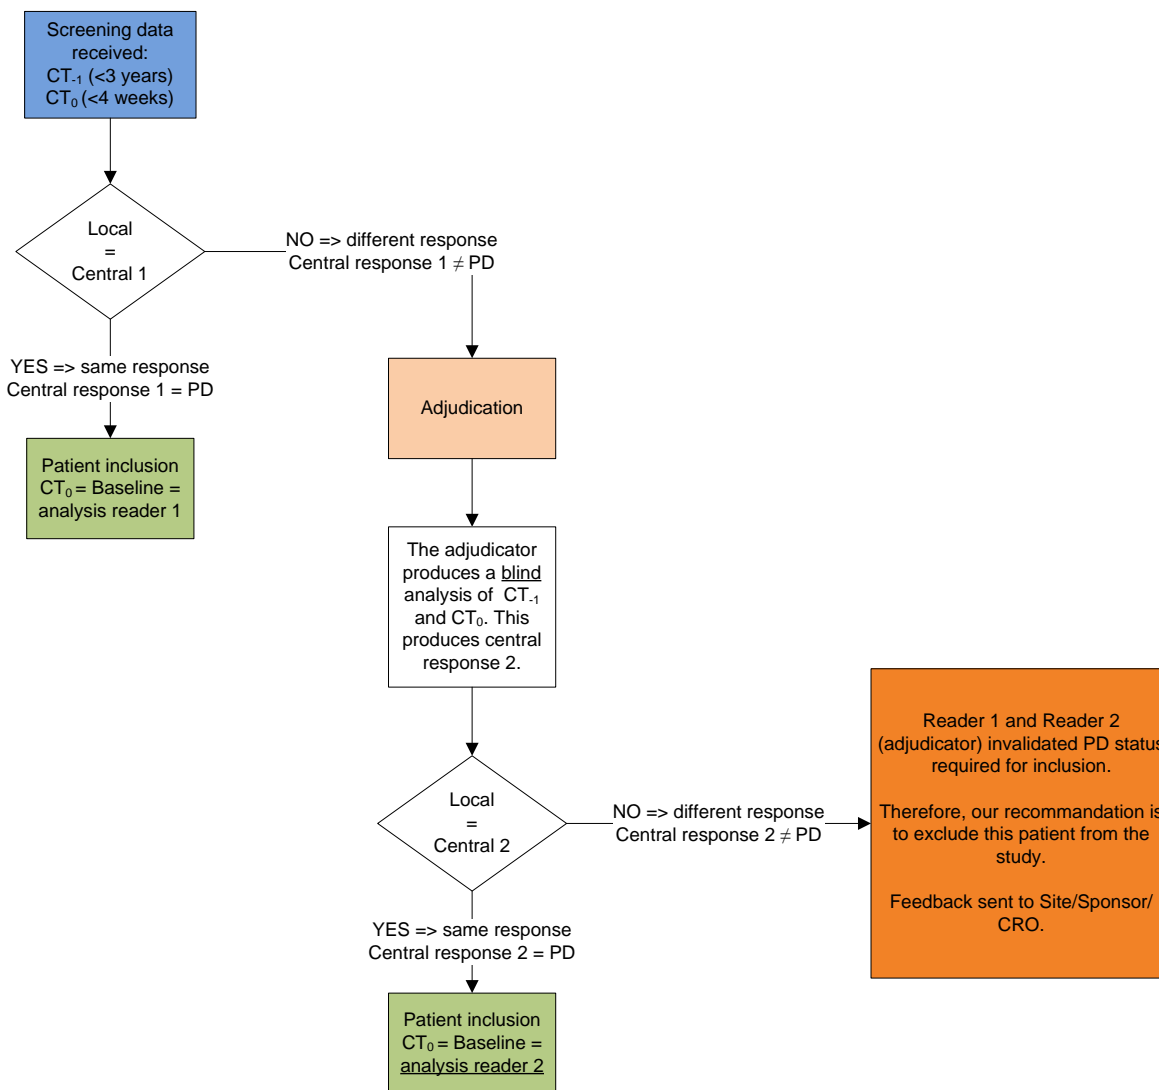 Screening data
received:
CT-1 (<3 years)
CT0 (<4 weeks)
Local
=
Central 1
NO => different response
Central response 1 ≠ PD
YES => same response
Central response 1 = PD
Adjudication
Patient inclusion
CT0 = Baseline =
analysis reader 1
The adjudicator
produces a blind
analysis of CT-1
and CT0. This
produces central
response 2.
Local
=
Central 2
NO => different response
Central response 2 ≠ PD
Reader 1 and Reader 2
(adjudicator) invalidated PD status
required for inclusion.
Therefore, our recommandation is
to exclude this patient from the
study.
Feedback sent to Site/Sponsor/
CRO.
YES => same response
Central response 2 = PD
Patient inclusion
CT0 = Baseline =
analysis reader 2